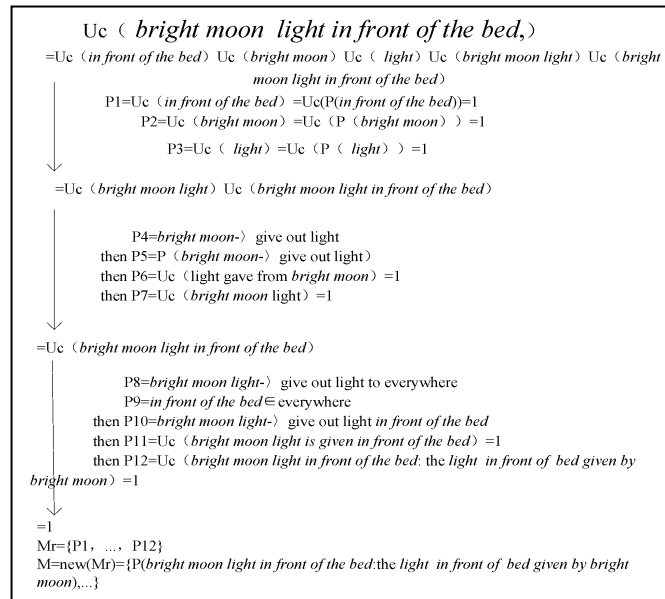 Uc（bright moon light in front of the bed,）
=Uc（in front of the bed）Uc（bright moon）Uc（ light）Uc（bright moon light）Uc（bright
moon light in front of the bed）
P1=Uc（in front of the bed）=Uc(P(in front of the bed))=1
P2=Uc（bright moon）=Uc（P（bright moon））=1
P3=Uc（ light）=Uc（P（ light））=1
=Uc（bright moon light）Uc（bright moon light in front of the bed）
P4=bright moon-〉give out light
then P5=P（bright moon-〉give out light）
then P6=Uc（light gave from bright moon）=1
then P7=Uc（bright moon light）=1
=Uc（bright moon light in front of the bed）
P8=bright moon light-〉give out light to everywhere
P9=in front of the bed∈everywhere
then P10=bright moon light-〉give out light in front of the bed
then P11=Uc（bright moon light is given in front of the bed）=1
then P12=Uc（bright moon light in front of the bed: the light in front of bed given by
bright moon）=1
=1
Mr={P1，…，P12}
M=new(Mr)={P(bright moon light in front of the bed:the light in front of bed given by bright
moon),...}